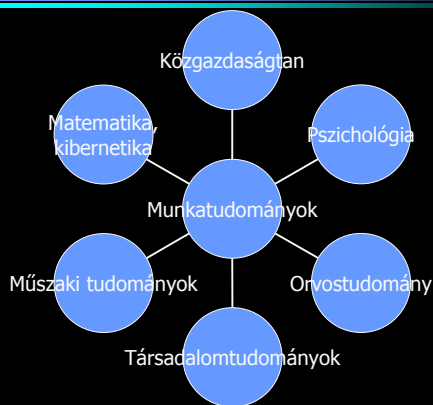 Közgazdaságtan
Matematika,
kibernetika
Pszichológia
Munkatudományok
Műszaki tudományok
Orvostudomány
Társadalomtudományok